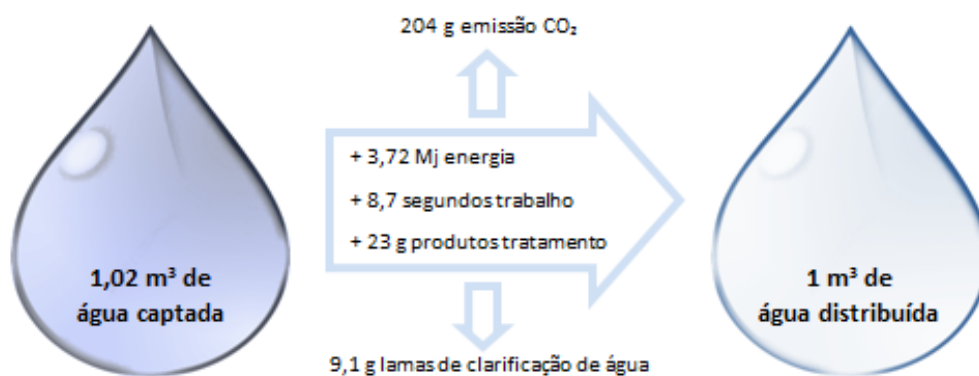 204 g emissão CO₂
+ 3,72 Mj energia
+ 8,7 segundos trabalho
+ 23 g produtos tratamento
1,02 m³ de
água captada
1 m³ de
água distribuída
9,1 g lamas de clarificação de água